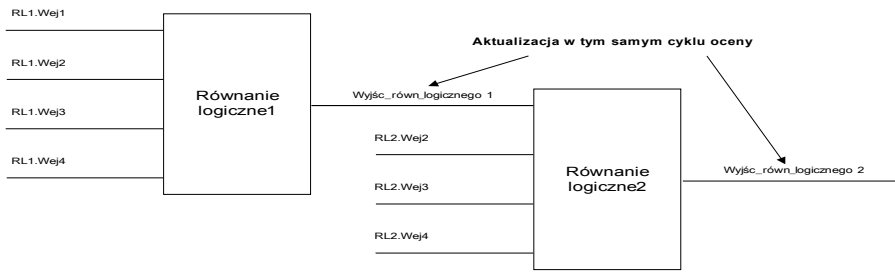 RL1.Wej1
RL1.Wej2
RL1.Wej3
RL1.Wej4
Równanie
logiczne1
Aktualizacja w tym samym cyklu oceny
Wyjśc_równ_logicznego 1
RL2.Wej2
RL2.Wej3
RL2.Wej4
Równanie
logiczne2
Wyjśc_równ_logicznego 2